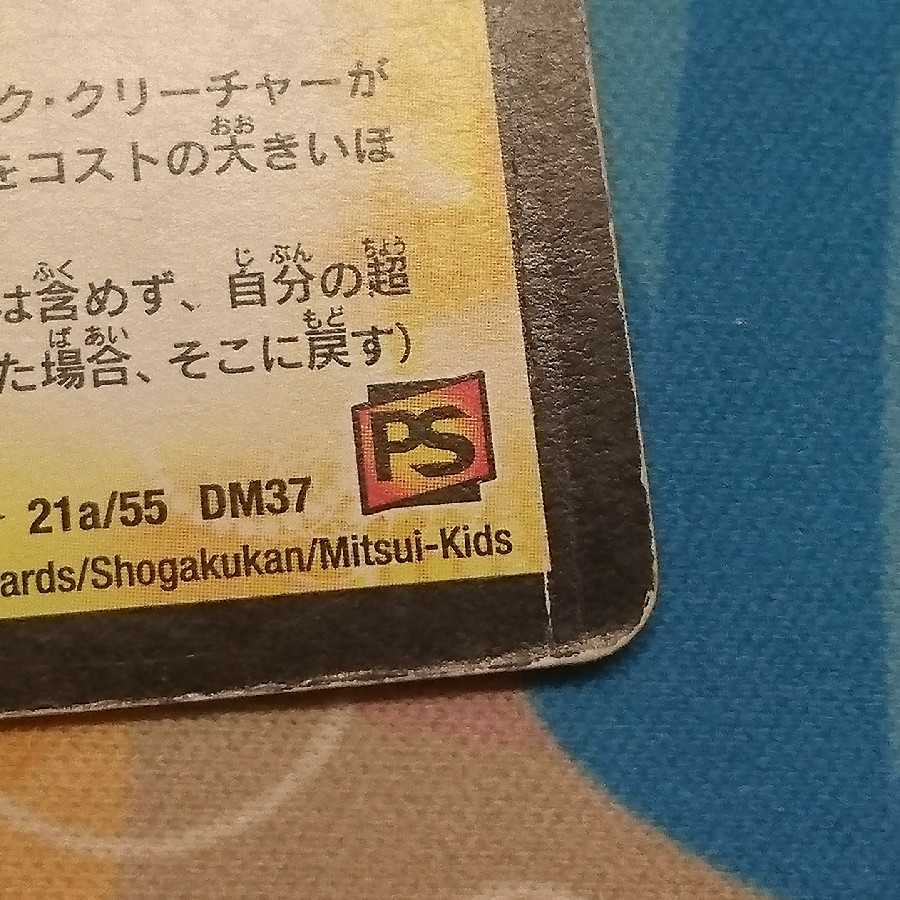 ク・クリーチャーが
をコストの大きいほ
は含めず、自分の超
た場合、そこに戻す)
PS
21a/55 DM37
ards/Shogakukan/Mitsui-Kids